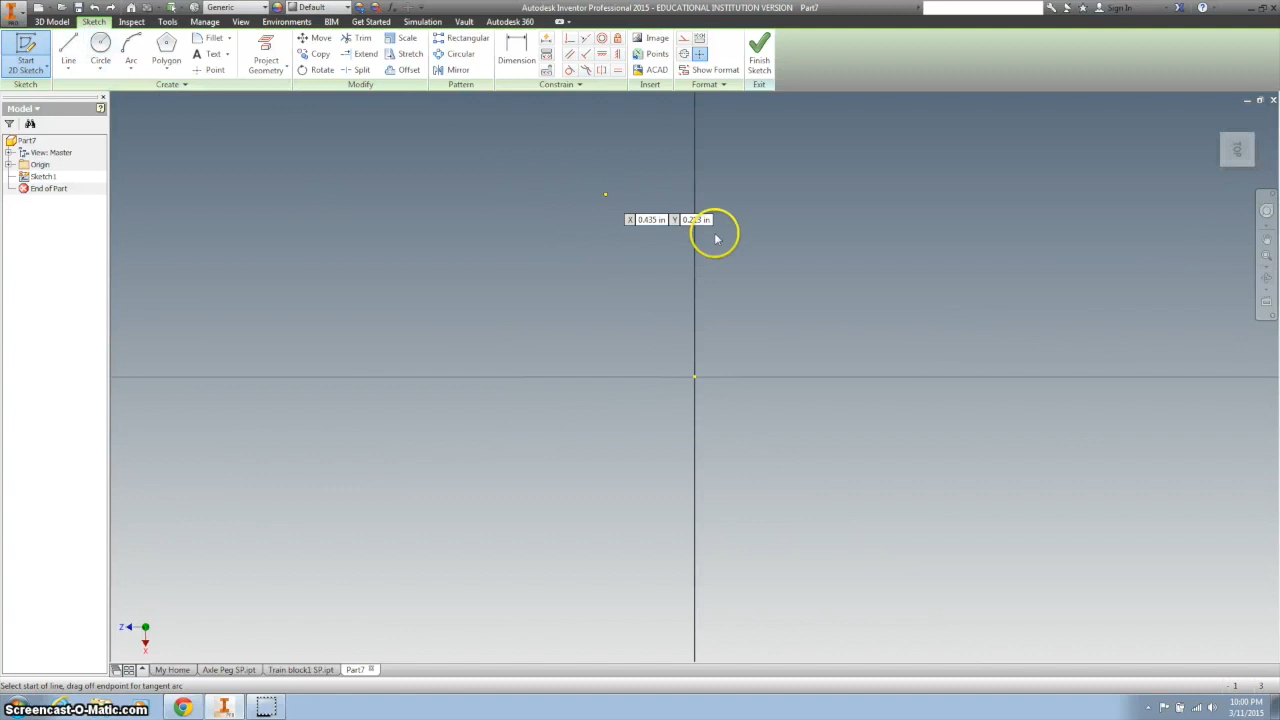 PRO
Generic
Default
Autodesk Inventor Professional 2015 - EDUCATIONAL INSTITUTION VERSION Part7
Sign In
3D Model Sketch Inspect Tools Manage View Environments BIM Get Started Simulation Vault Autodesk 360
Start
2D Sketch
Line
Circle
Arc
Polygon
Fillet
Text
Point
Project
Geometry
Move
Copy
Rotate
Trim
Extend
Split
Scale
Stretch
Offset
Rectangular
Circular
Mirror
Dimension
Image
Points
ACAD
Show Format
Finish
Sketch
Sketch Create Modify Pattern Constrain Insert Format Exit
Model
Part7
View: Master
Origin
Sketch1
End of Part
TOP
X 0.435 in Y
Z
X
My Home Axle Peg SP.ipt Train block1 SP.ipt Part7
Select start of line, drag off endpoint for tangent arc
1 3
Screencast-O-Matic.com
10:00 PM
3/11/2015